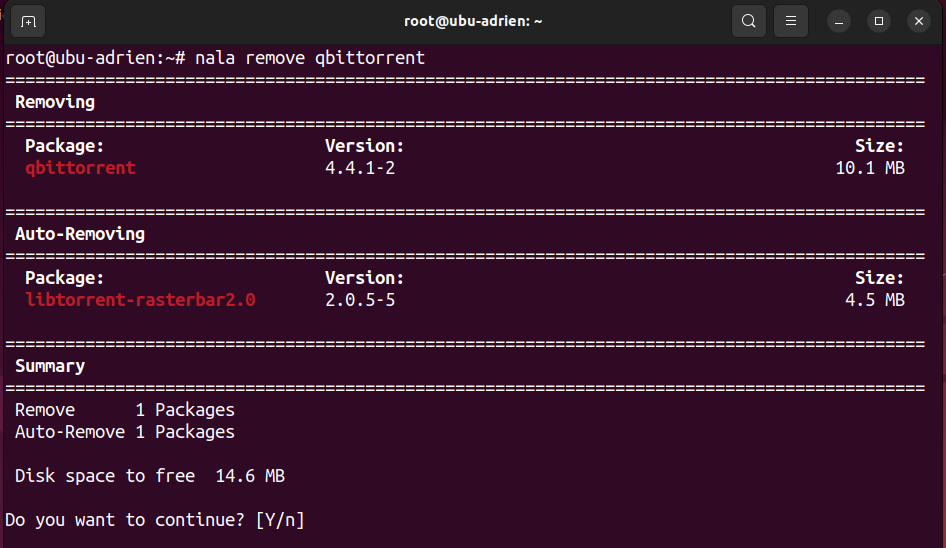 root@ubu-adrien: ~
root@ubu-adrien:~# nala remove qbittorrent
============================================================================================
Removing
============================================================================================
Package: Version: Size:
qbittorrent 4.4.1-2 10.1 MB
============================================================================================
Auto-Removing
============================================================================================
Package: Version: Size:
libtorrent-rasterbar2.0 2.0.5-5 4.5 MB
============================================================================================
Summary
============================================================================================
Remove 1 Packages
Auto-Remove 1 Packages
Disk space to free 14.6 MB
Do you want to continue? [Y/n]